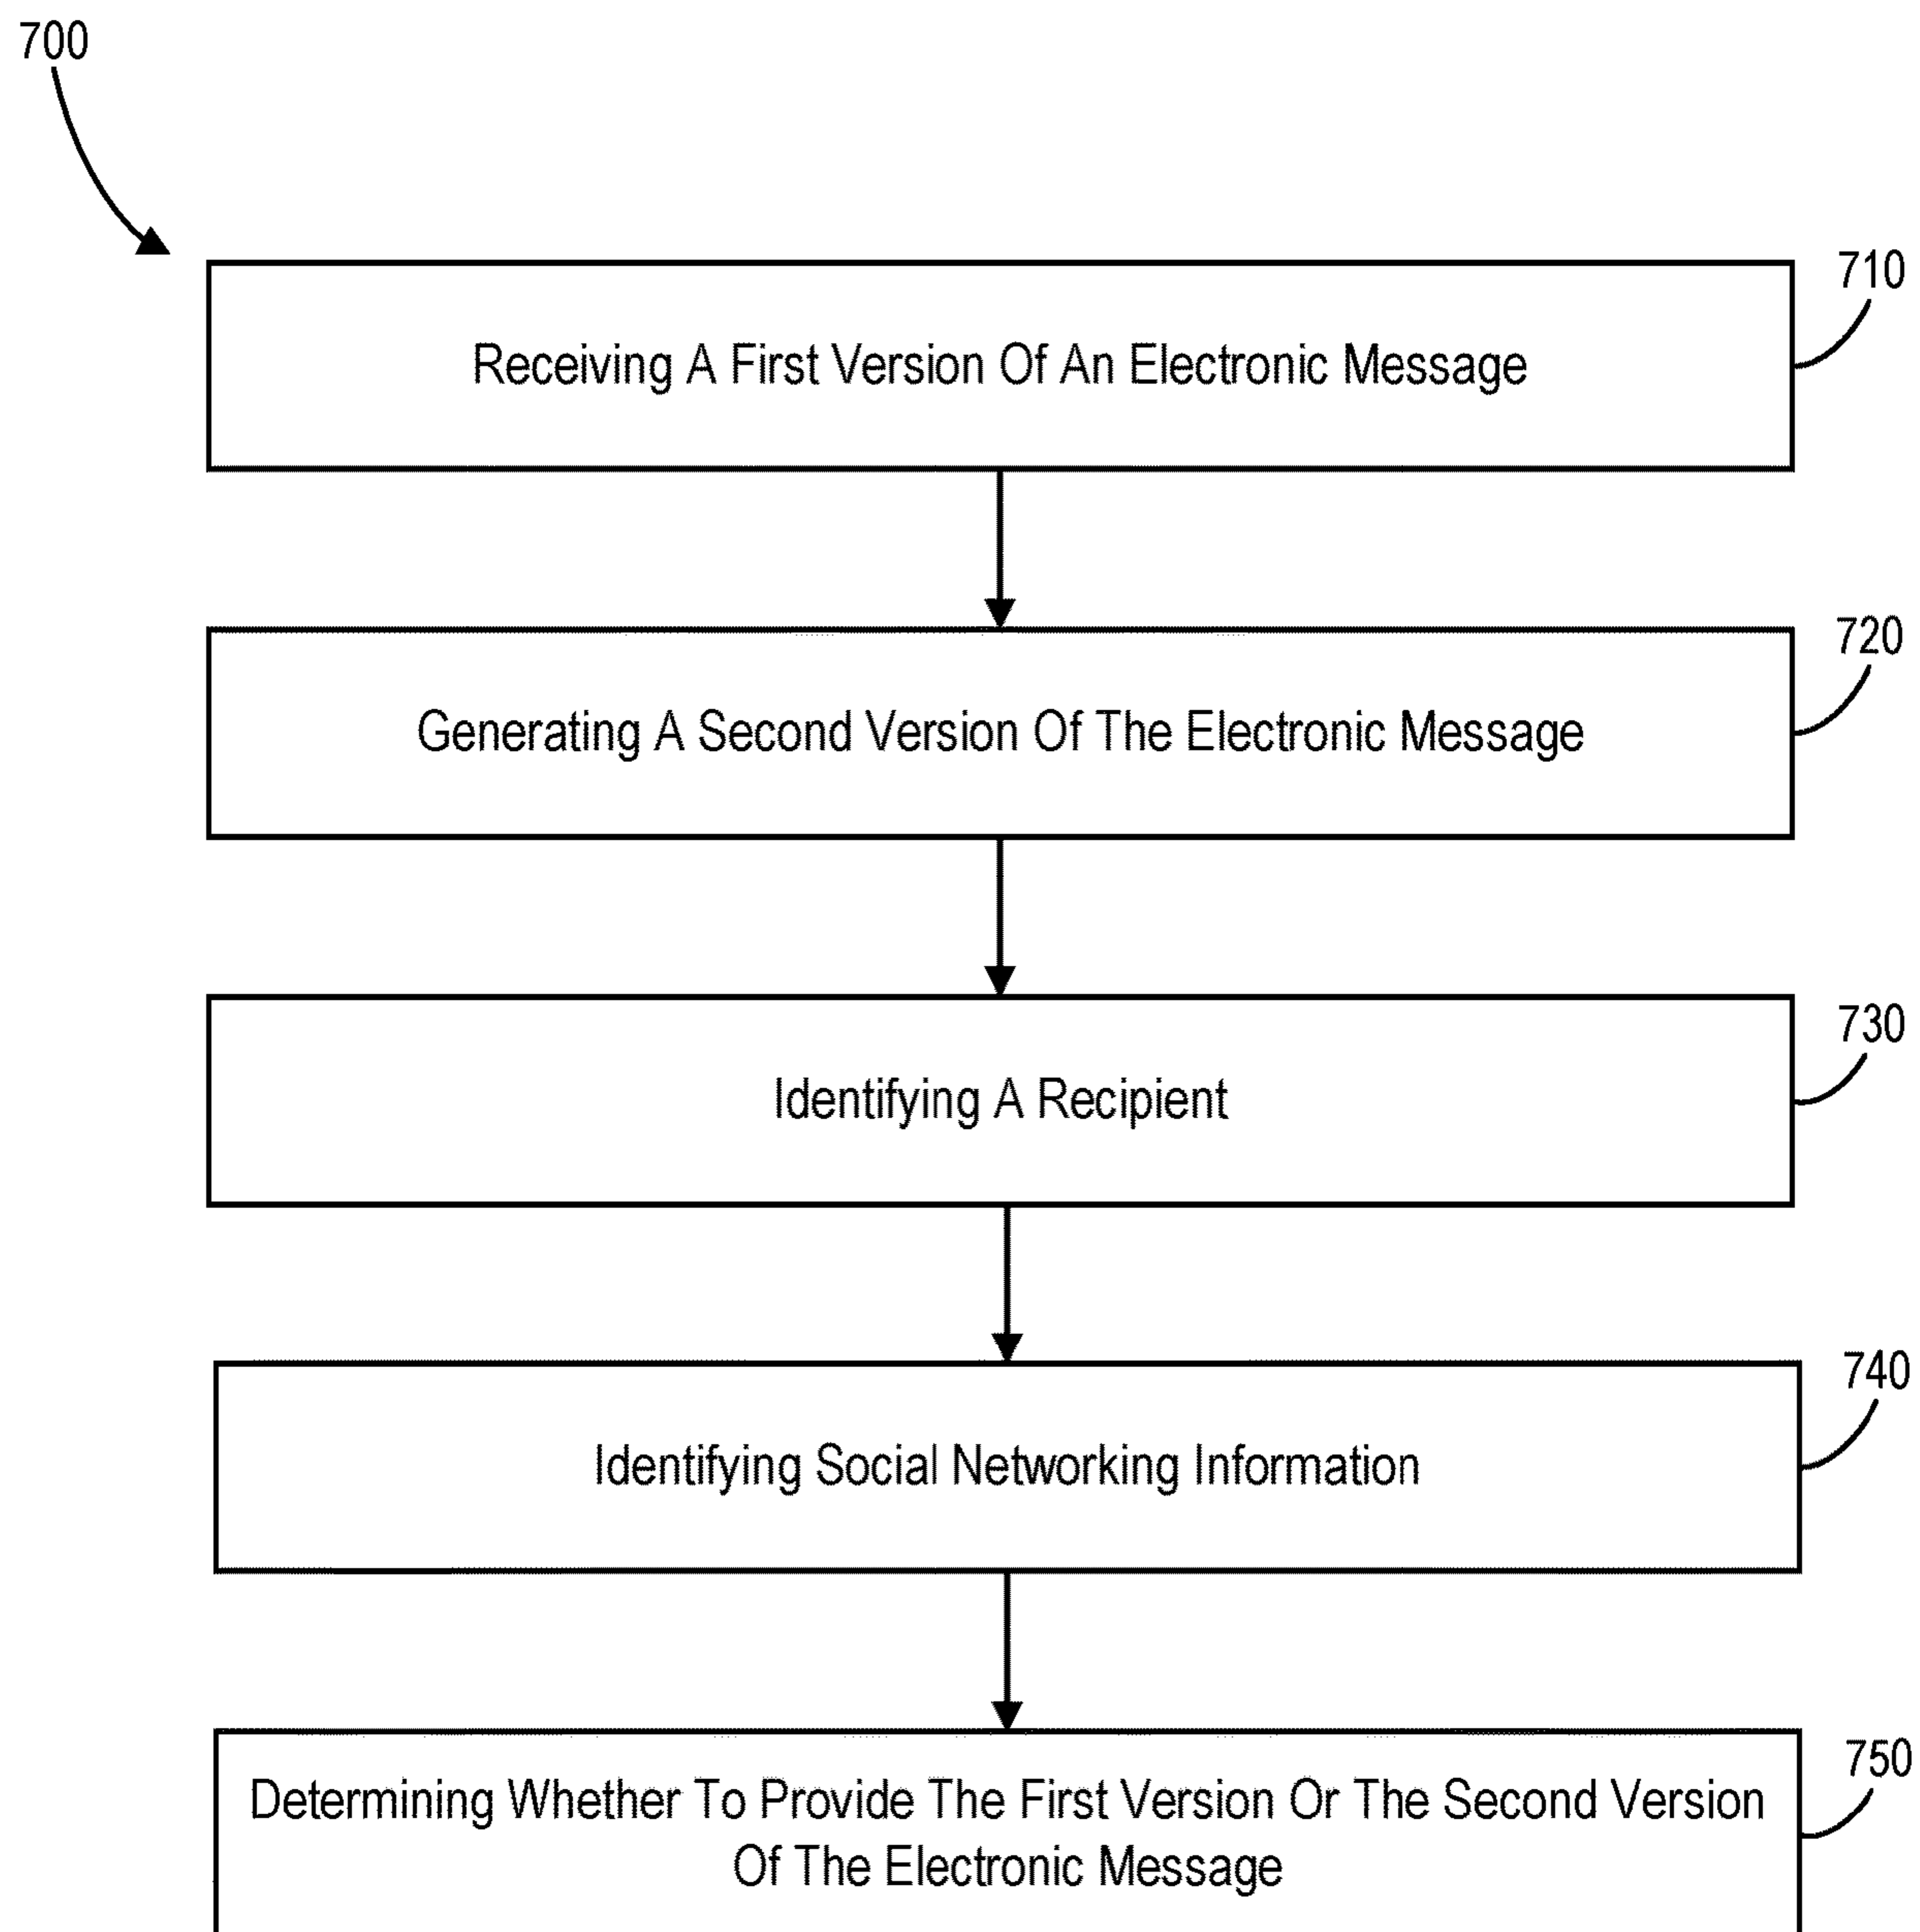 700
710
Receiving A First Version Of An Electronic Message
720
Generating A Second Version Of The Electronic Message
730
Identifying A Recipient
740
Identifying Social Networking Information
750
Determining Whether To Provide The First Version Or The Second Version
Of The Electronic Message